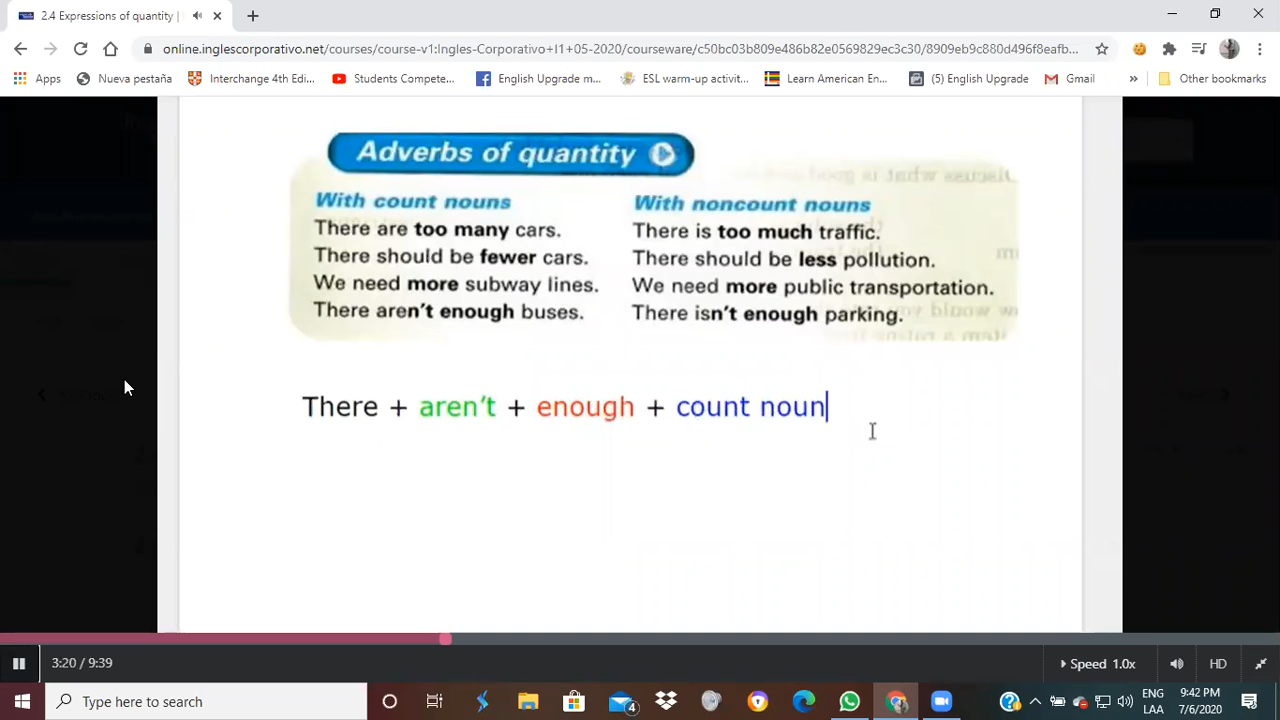 2.4 Expressions of quantity |
online.inglescorporativo.net/courses/course-v1:Ingles-Corporativo+I1+05-2020/courseware/c50bc03b809e486b82e0569829ec3c30/8909eb9c880d496f8eafb...
Apps Nueva pestaña Interchange 4th Edi... Students Compete... English Upgrade m... ESL warm-up activit... Learn American En... (5) English Upgrade Gmail » Other bookmarks
Adverbs of quantity
With count nouns
There are too many cars.
There should be fewer cars.
We need more subway lines.
There aren't enough buses.
With noncount nouns
There is too much traffic.
There should be less pollution.
We need more public transportation.
There isn't enough parking.
There + aren't + enough + count noun
3:20 / 9:39
Speed 1.0x
HD
Type here to search
4
ENG
LAA
9:42 PM
7/6/2020